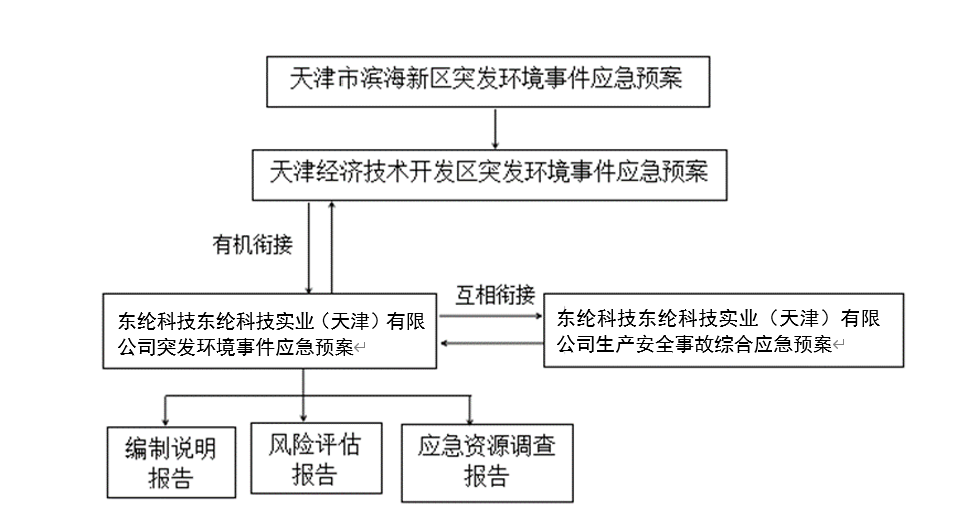 天津市滨海新区突发环境事件应急预案
天津经济技术开发区突发环境事件应急预案
有机衔接
互相衔接
东纶科技东纶科技实业（天津）有限
公司突发环境事件应急预案↵
东纶科技东纶科技实业（天津）有限
公司生产安全事故综合应急预案↵
编制说明
报告
风险评估
报告
应急资源调查
报告